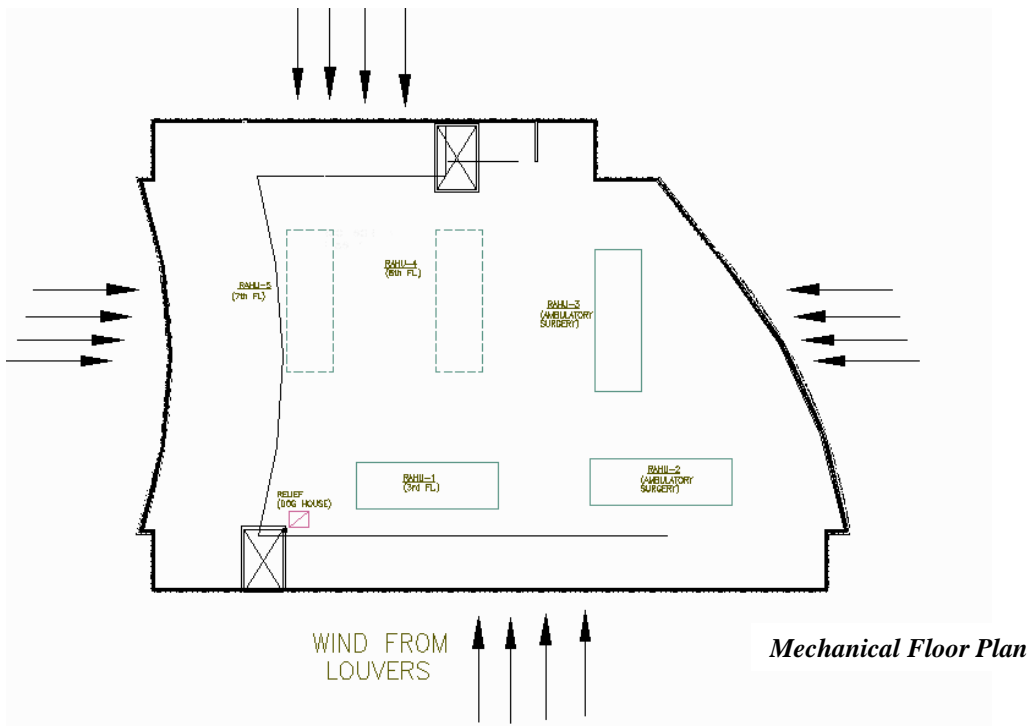 RAHU-5
(7th FL)
RAHU-4
(6th FL)
RAHU-3
(AMBULATORY
SURGERY)
RAHU-1
(3rd FL)
RAHU-2
(AMBULATORY
SURGERY)
RELIEF
(DOG HOUSE)
WIND FROM
LOUVERS
Mechanical Floor Plan